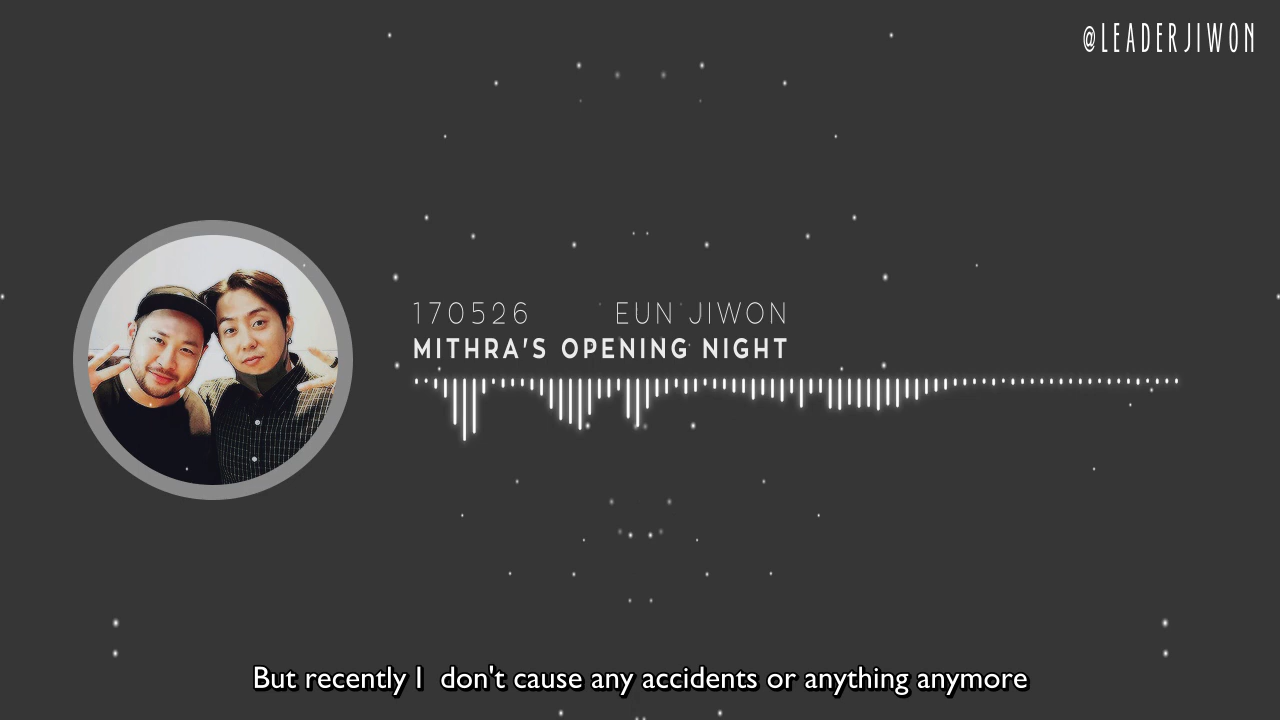 @LEADERJIWON
170526 EUN JIWON
MITHRA'S OPENING NIGHT
But recently I don't cause any accidents or anything anymore